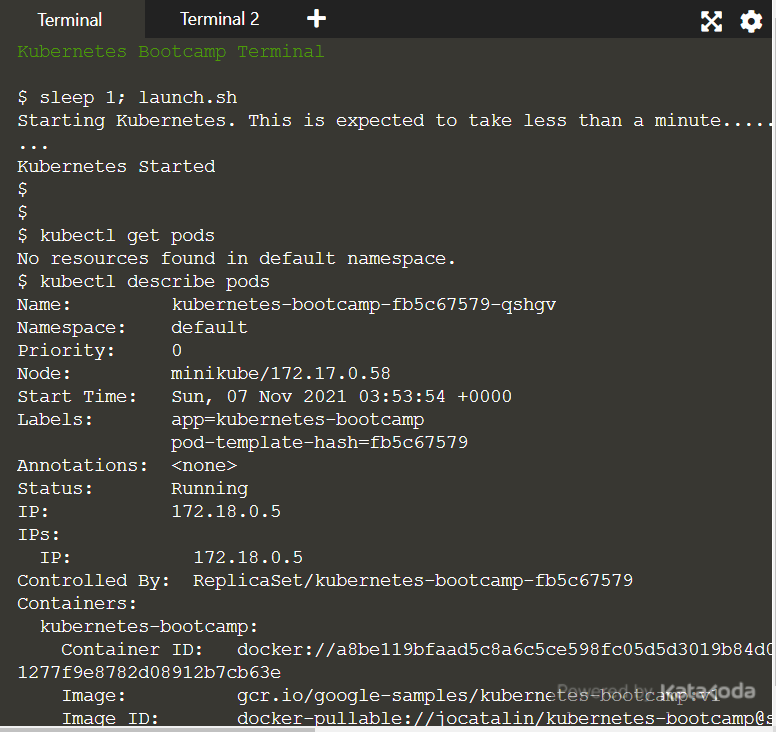 Terminal
Terminal 2
Kubernetes Bootcamp Terminal
$ sleep 1; launch.sh
Starting Kubernetes. This is expected to take less than a minute.....
...
Kubernetes Started
$
$
$ kubectl get pods
No resources found in default namespace.
$ kubectl describe pods
Name: kubernetes-bootcamp-fb5c67579-qshgv
Namespace: default
Priority: 0
Node: minikube/172.17.0.58
Start Time: Sun, 07 Nov 2021 03:53:54 +0000
Labels: app=kubernetes-bootcamp
pod-template-hash=fb5c67579
Annotations: <none>
Status: Running
IP: 172.18.0.5
IPs:
IP: 172.18.0.5
Controlled By: ReplicaSet/kubernetes-bootcamp-fb5c67579
Containers:
kubernetes-bootcamp:
Container ID: docker://a8be119bfaad5c8a6c5ce598fc05d5d3019b84d0
1277f9e8782d08912b7cb63e
Image: gcr.io/google-samples/kubernetes-bootcamp:v1
Powered by Katacoda
Image ID: docker-pullable://jocatalin/kubernetes-bootcamp@s